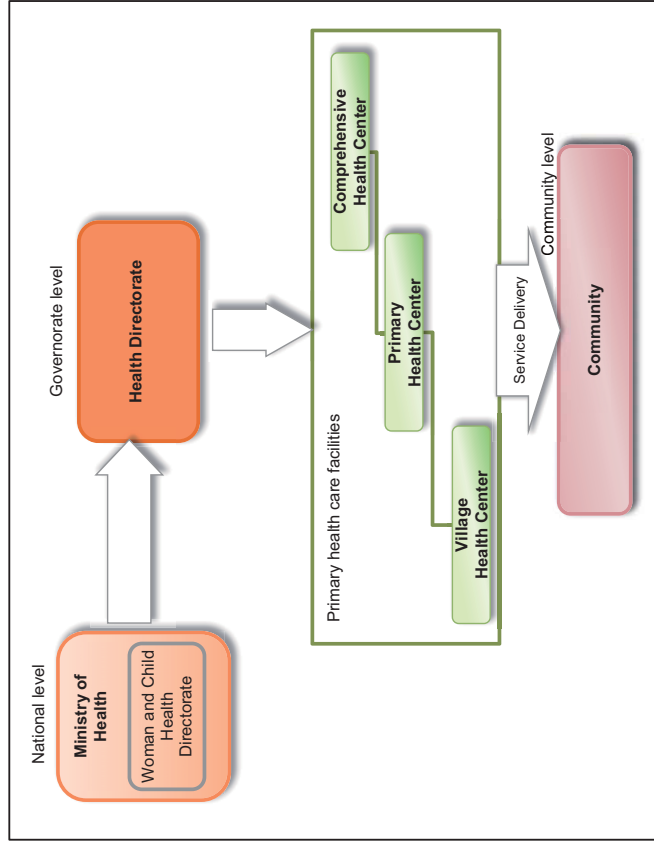 National level
Ministry of
Health
Woman and Child
Health
Directorate
Governorate level
Health Directorate
Primary health care facilities
Comprehensive
Health Center
Primary
Health Center
Village
Health Center
Service Delivery
Community level
Community